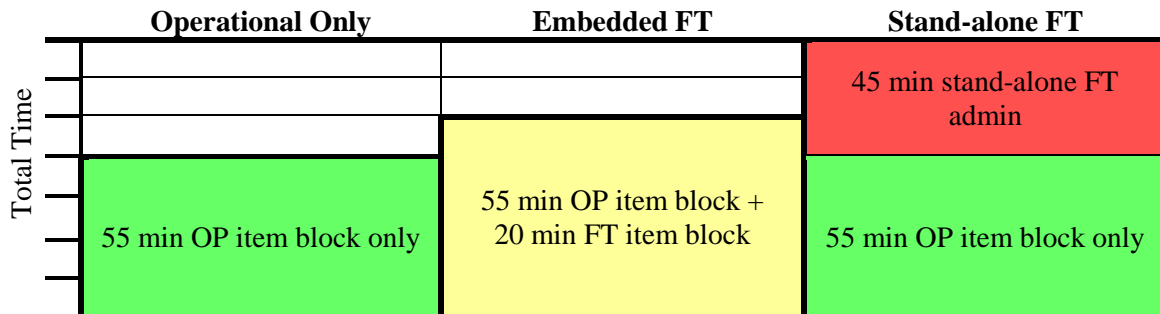 Operational Only
Embedded FT
Stand-alone FT
Total Time
45 min stand-alone FT
admin
55 min OP item block only
55 min OP item block +
20 min FT item block
55 min OP item block only